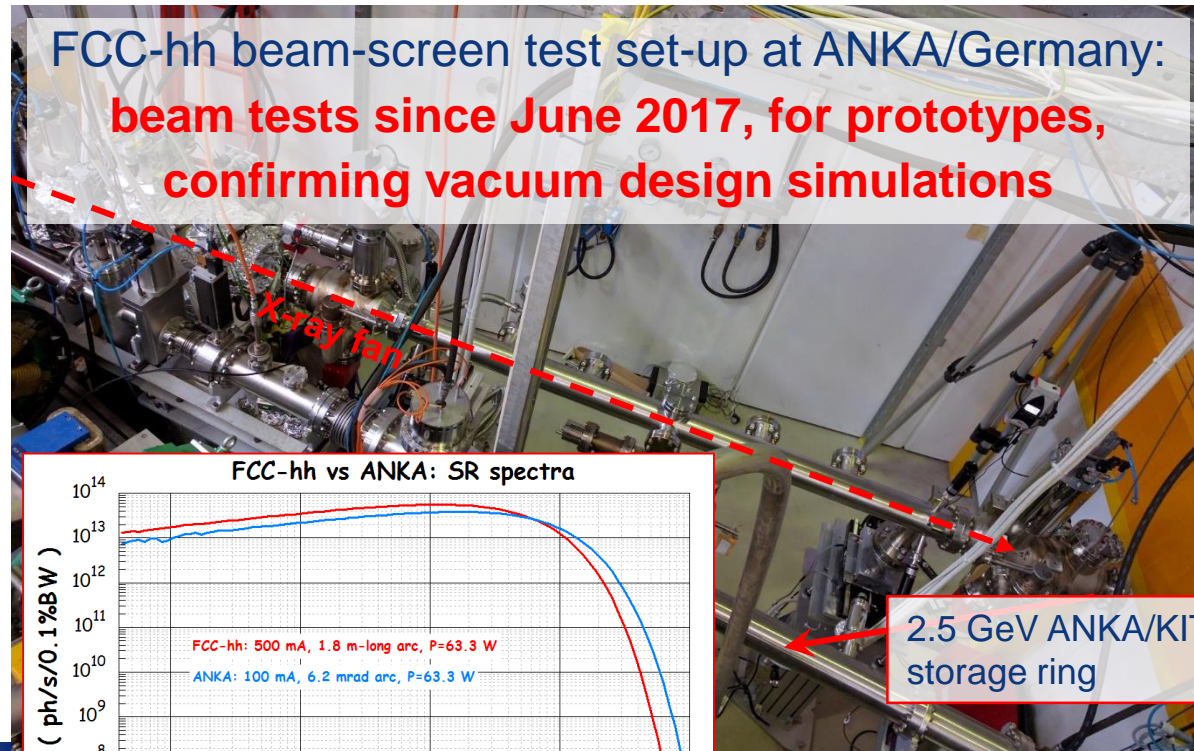 FCC-hh beam-screen test set-up at ANKA/Germany:
beam tests since June 2017, for prototypes,
confirming vacuum design simulations
X-ray fan
FCC-hh vs ANKA: SR spectra
10^14
10^13
10^12
10^11
10^10
10^9
8
( ph/s/0.1%BW )
FCC-hh: 500 mA, 1.8 m-long arc, P=63.3 W
ANKA: 100 mA, 6.2 mrad arc, P=63.3 W
2.5 GeV ANKA/KIT
storage ring